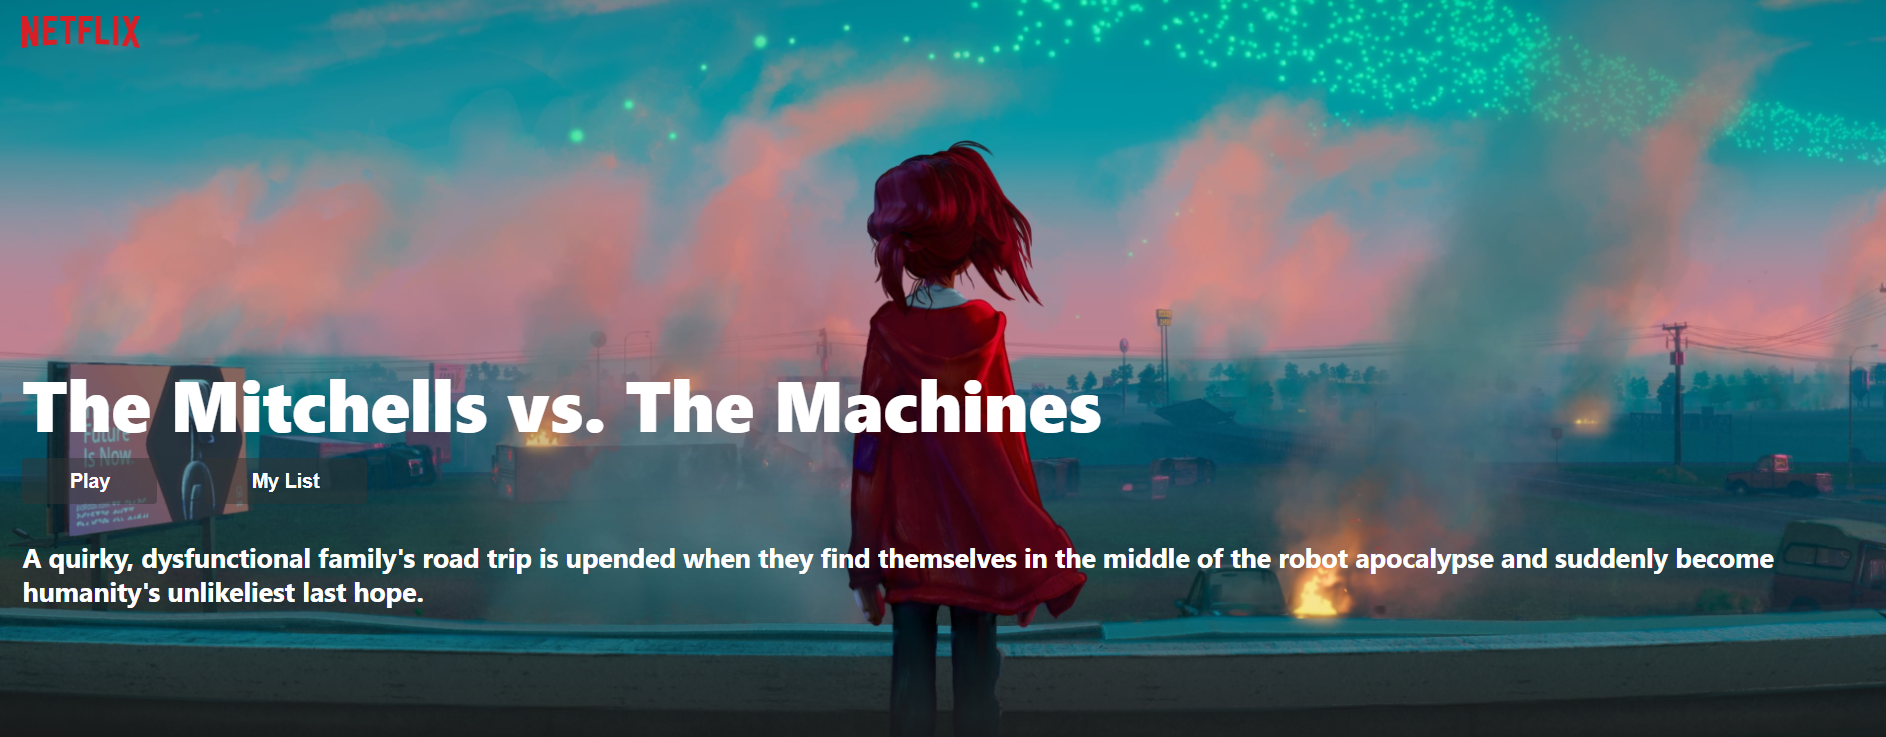 NETFLIX
The Mitchells vs. The Machines
Future
Is Now.
Play
My List
A quirky, dysfunctional family's road trip is upended when they find themselves in the middle of the robot apocalypse and suddenly become
humanity's unlikeliest last hope.